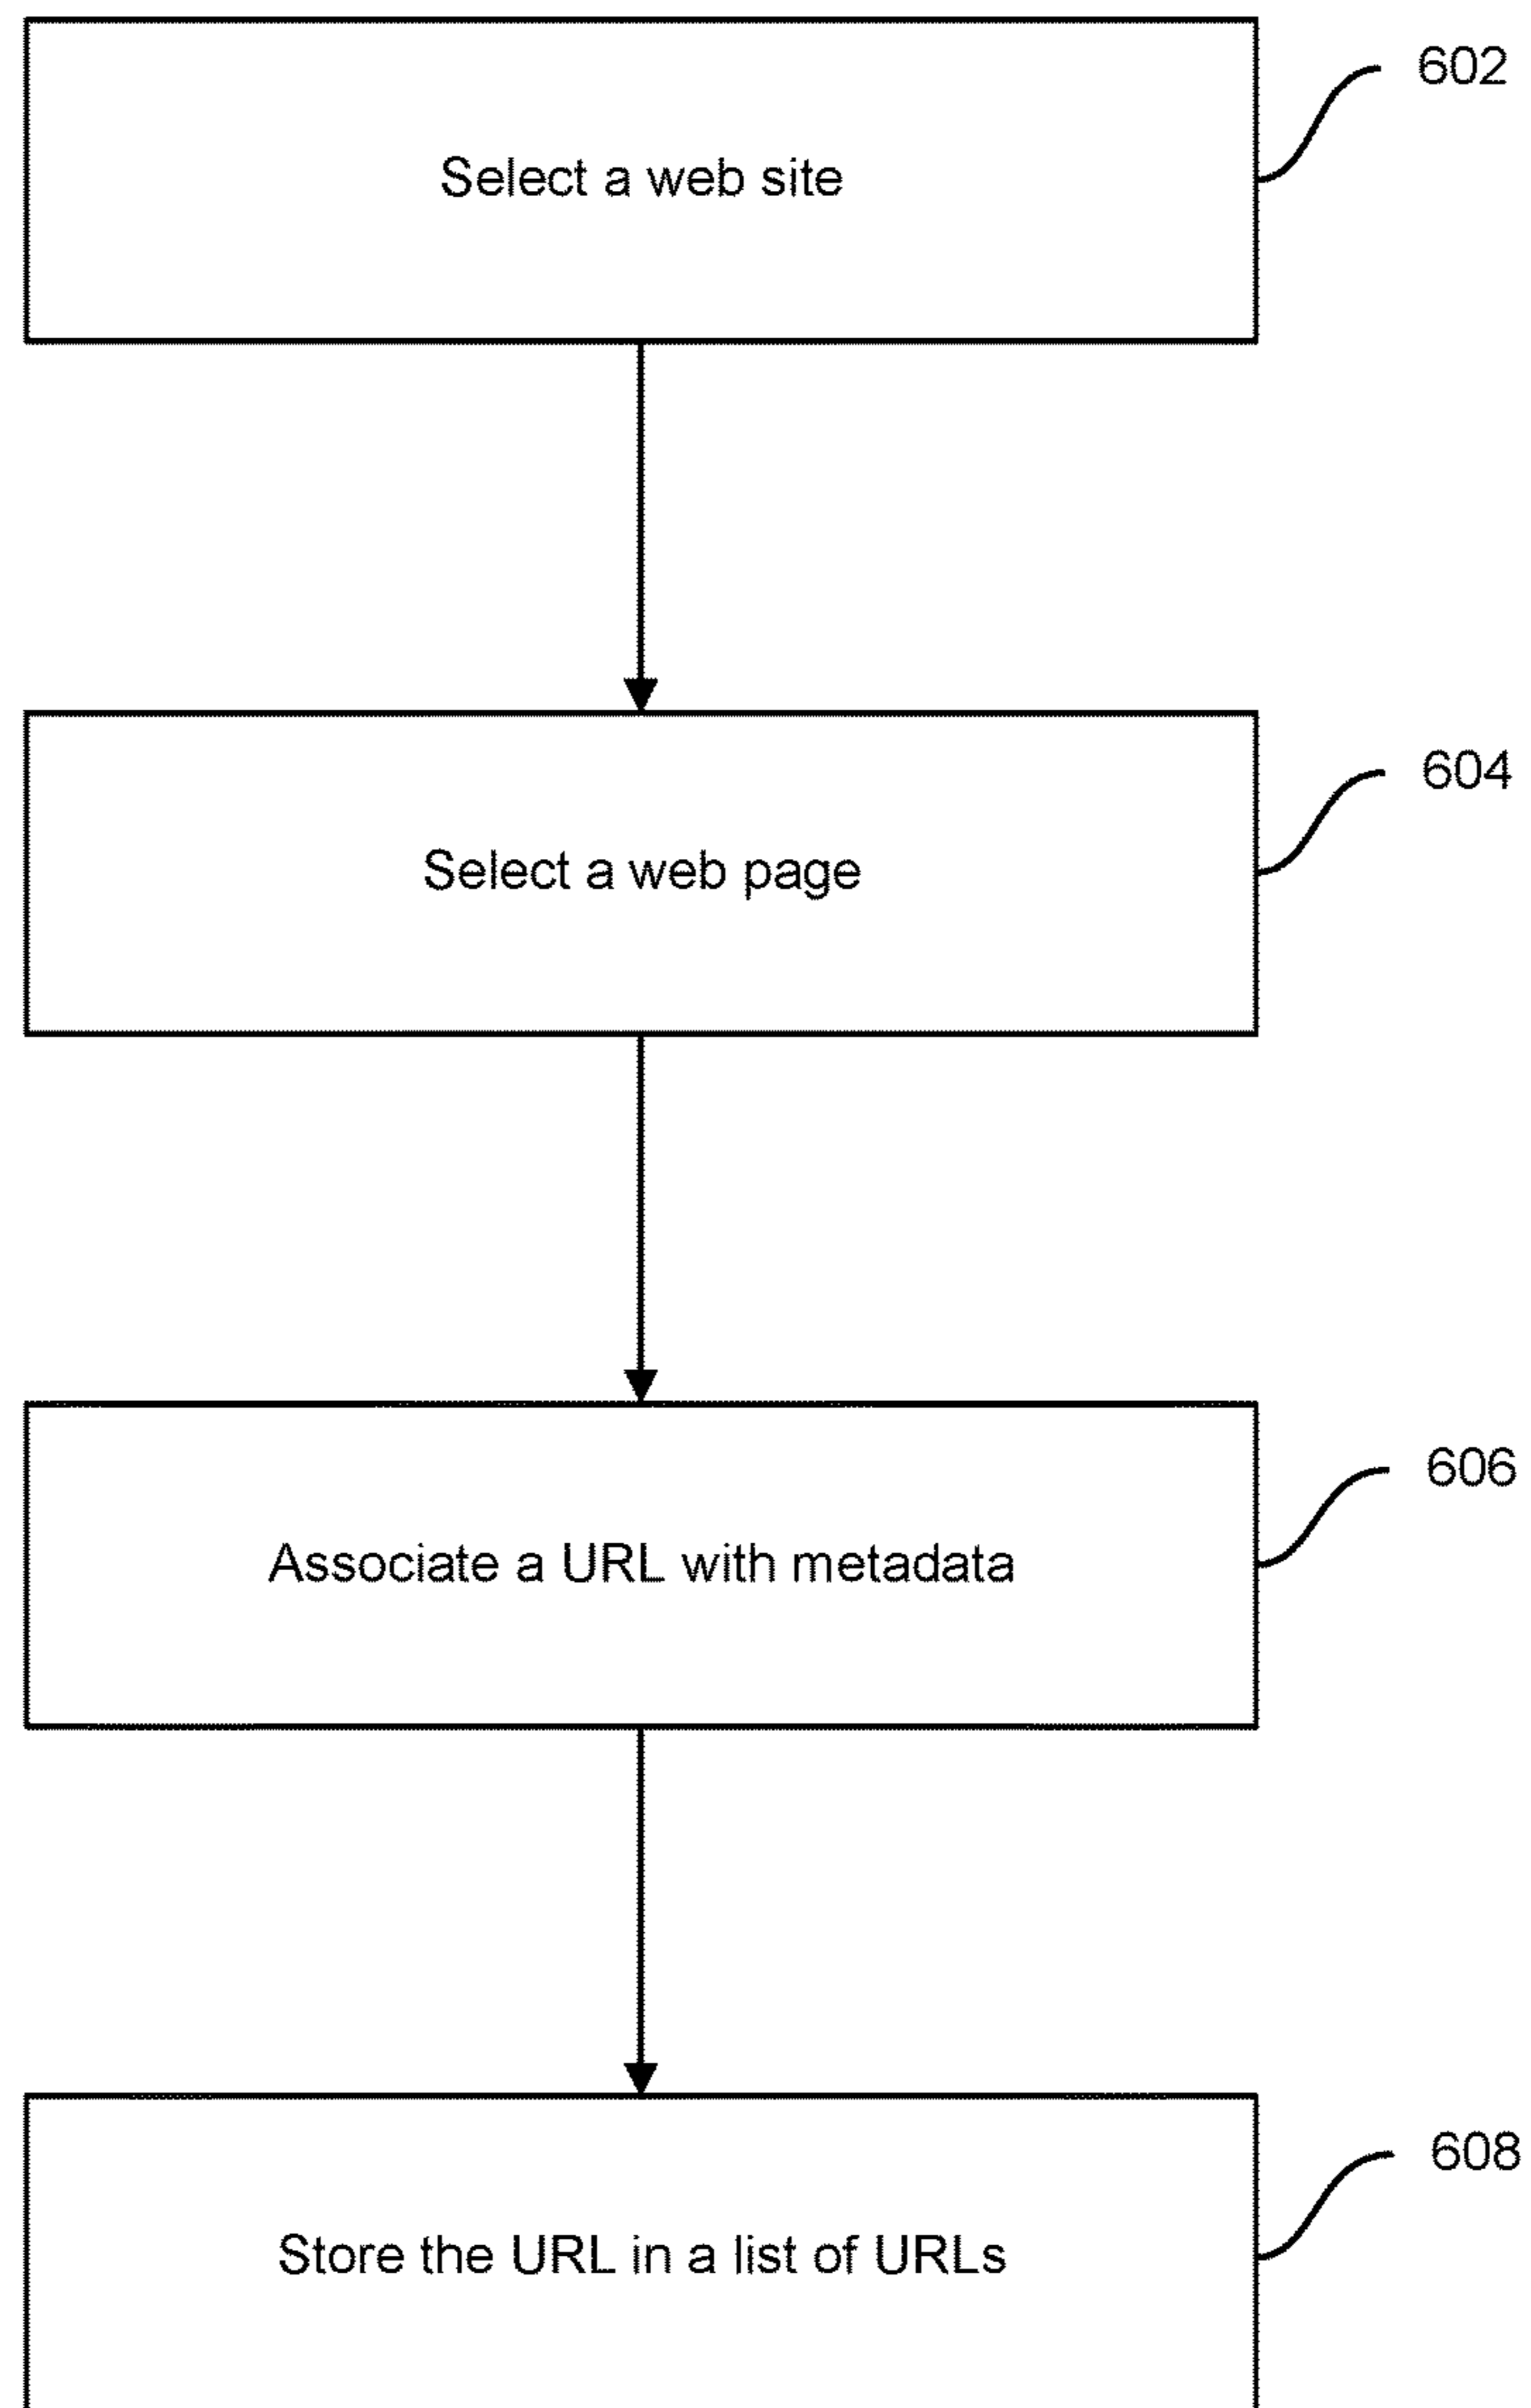 602
Select a web site
604
Select a web page
606
Associate a URL with metadata
608
Store the URL in a list of URLs